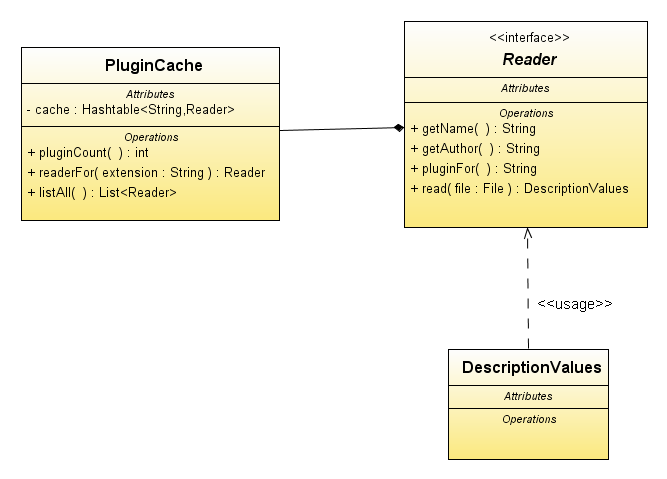 PluginCache
Attributes
- cache : Hashtable<String,Reader>
Operations
+ pluginCount(  ) : int
+ readerFor( extension : String ) : Reader
+ listAll(  ) : List<Reader>
<<interface>>
Reader
Attributes
Operations
+ getName(  ) : String
+ getAuthor(  ) : String
+ pluginFor(  ) : String
+ read( file : File ) : DescriptionValues
<<usage>>
DescriptionValues
Attributes
Operations